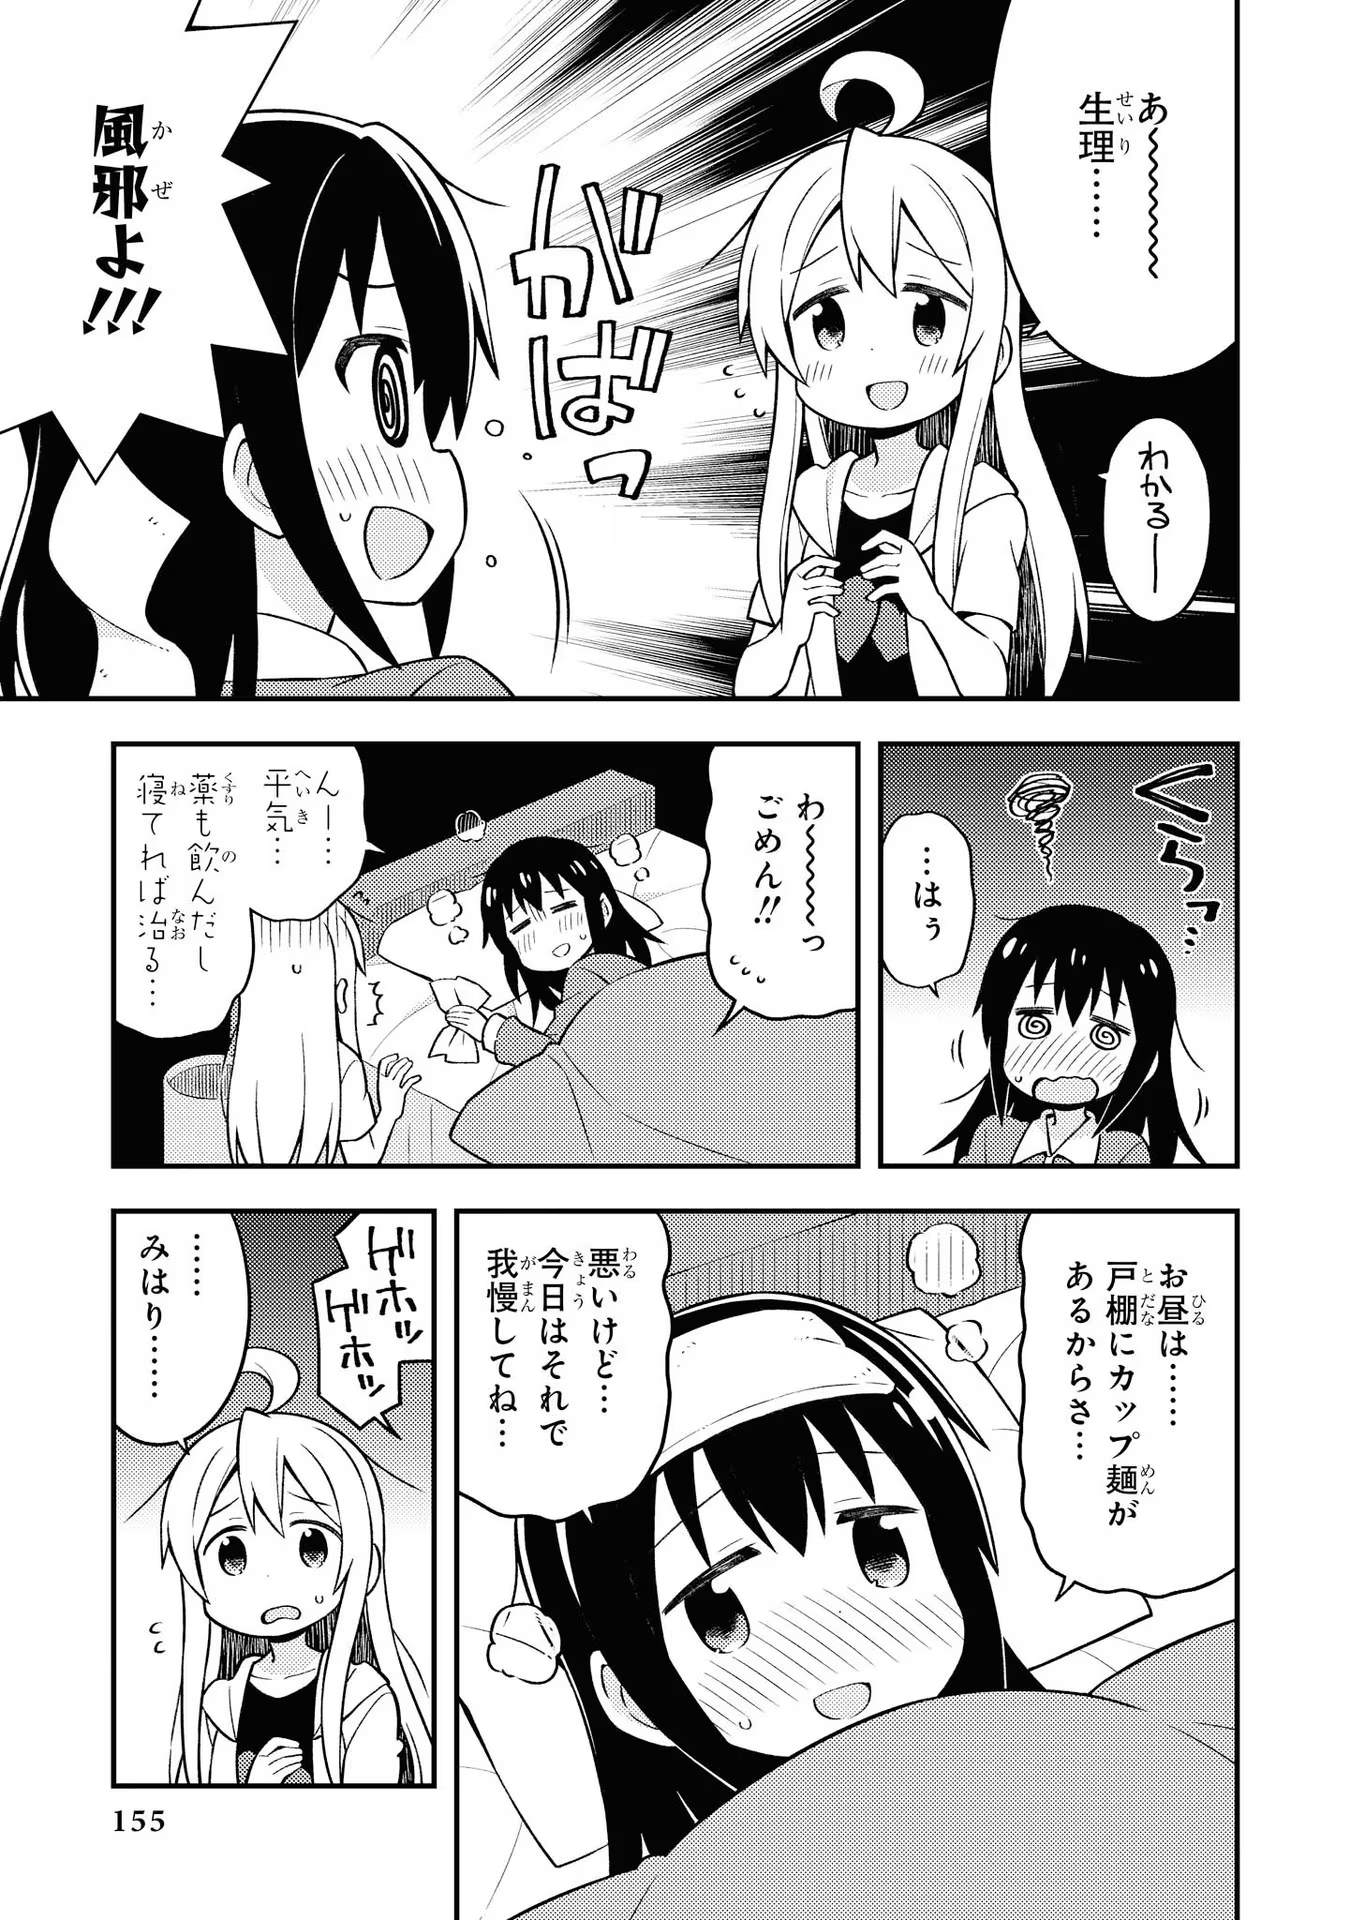 あ〜〜〜〜
生理……
わかるー
がばっ
風邪よ!!!
くらっ…
…はぅ
わ〜〜〜っ
ごめん!!
んー…
平気…
薬も飲んだし
寝てれば治る…
お昼は……
戸棚にカップ麺が
あるからさ…
悪いけど…
今日はそれで
我慢してね…
ゲホッ
ゲホッ
……
みはり……
155